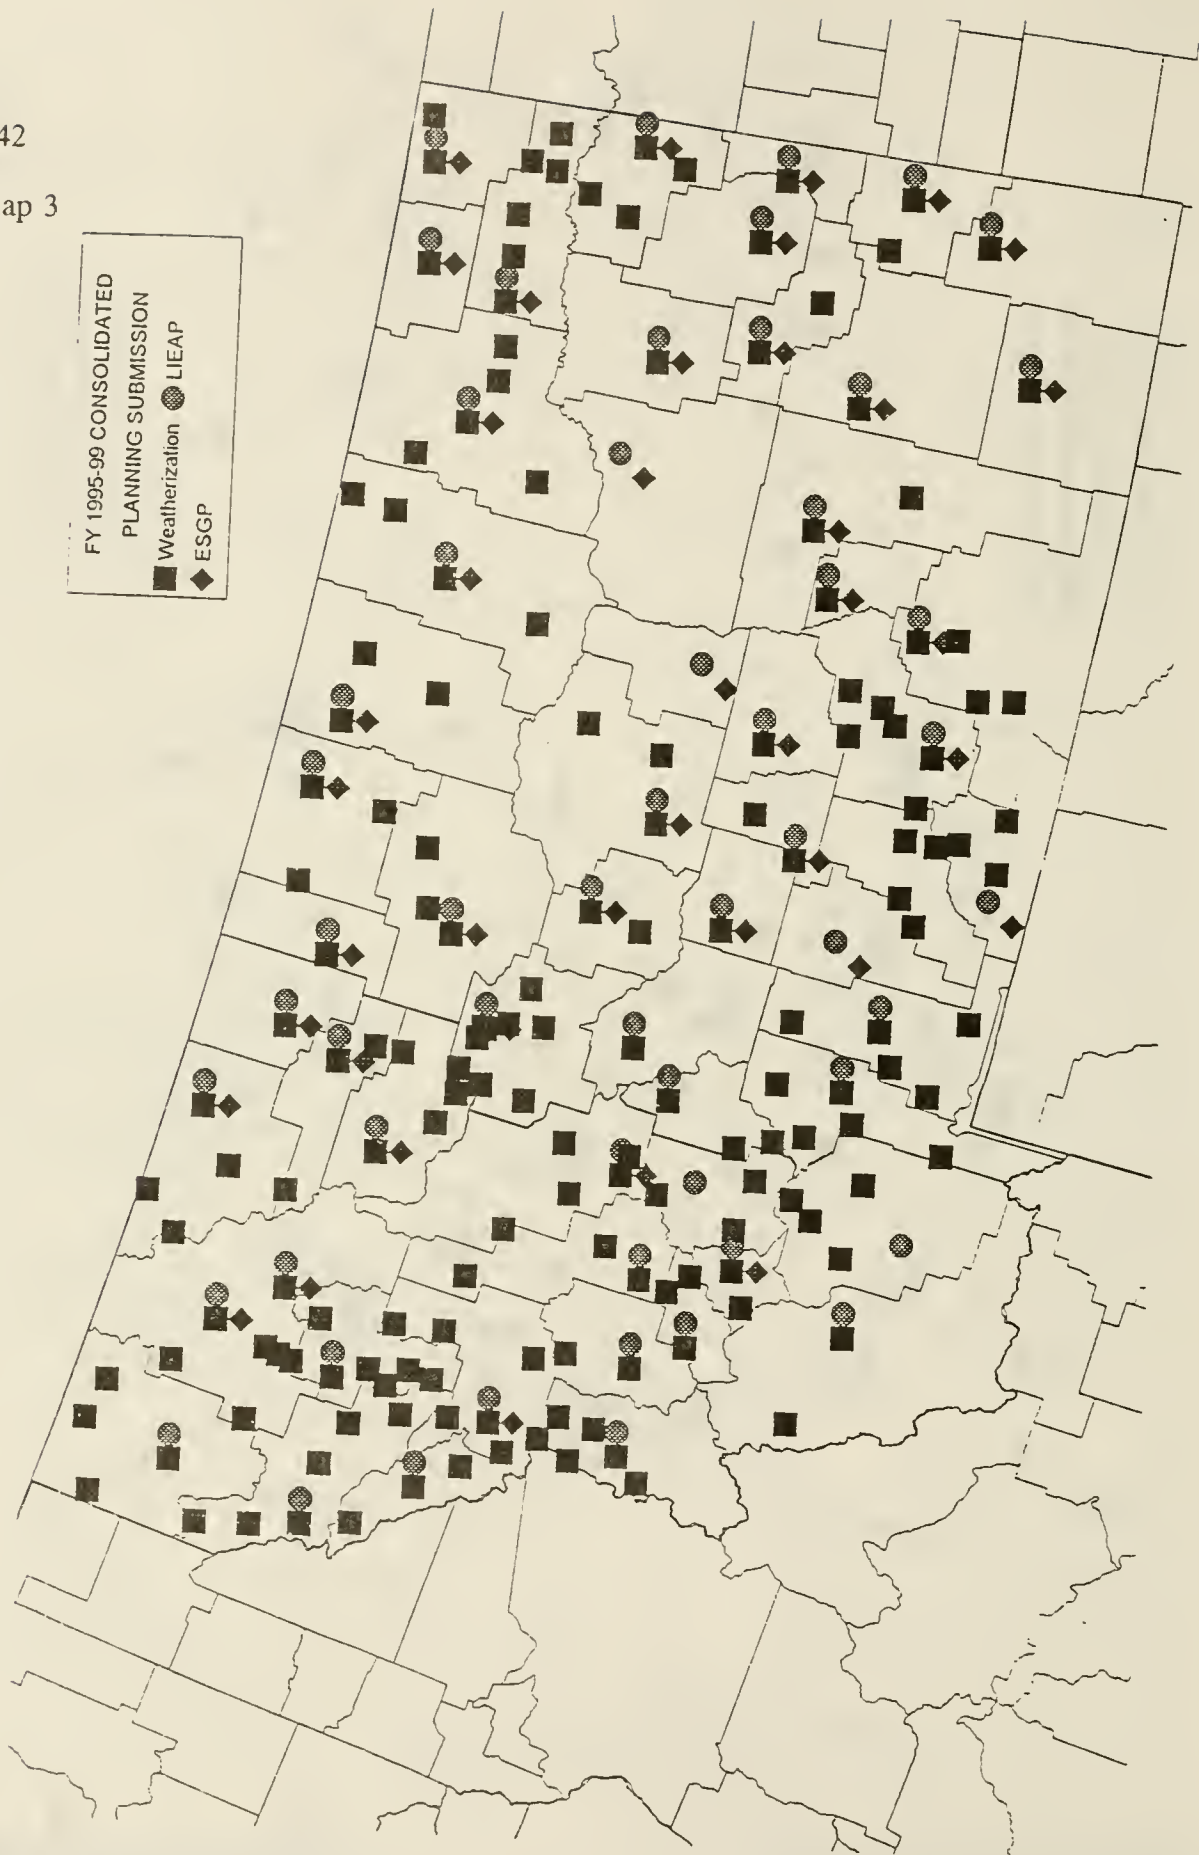 42
ap 3
FY 1995-99 CONSOLIDATED
PLANNING SUBMISSION
Weatherization LIEAP
ESGP